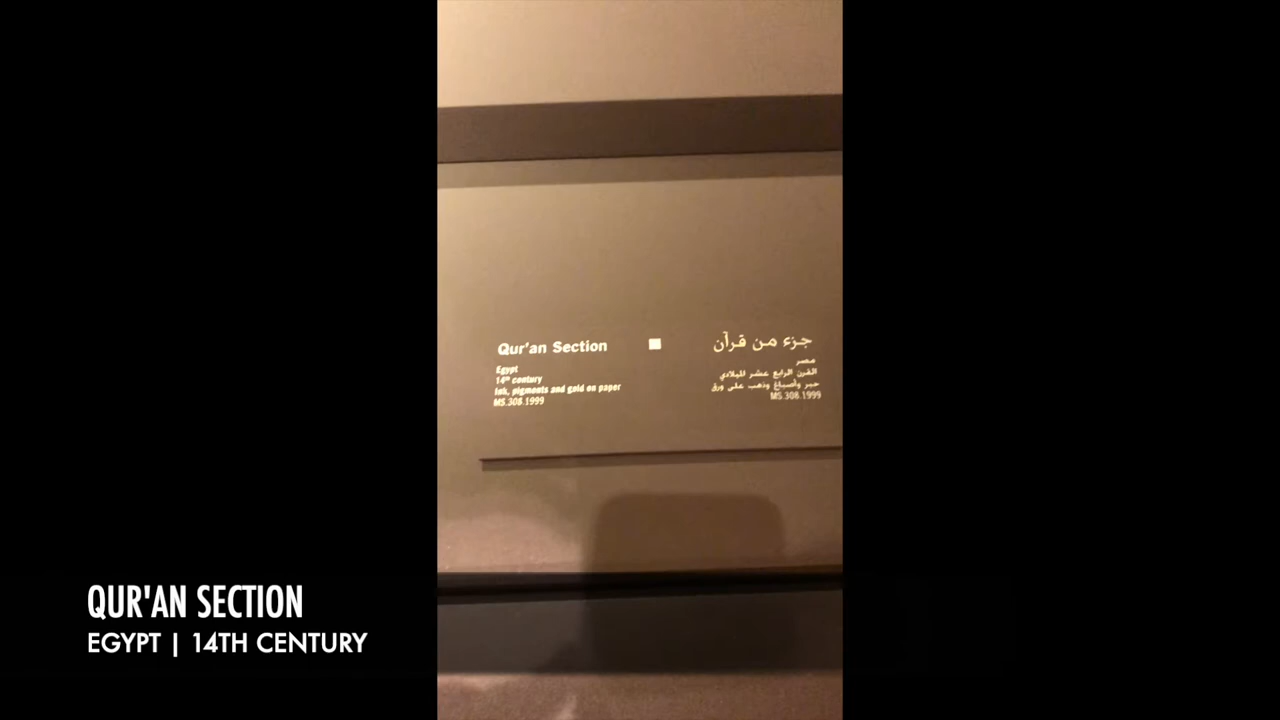 Qur'an Section
Egypt
14th century
Ink, pigments and gold on paper
MS.308.1999
جزء من قرآن
مصر
القرن الرابع عشر الميلادي
حبر وأصباغ وذهب على ورق
MS.308.1999
QUR'AN SECTION
EGYPT | 14TH CENTURY